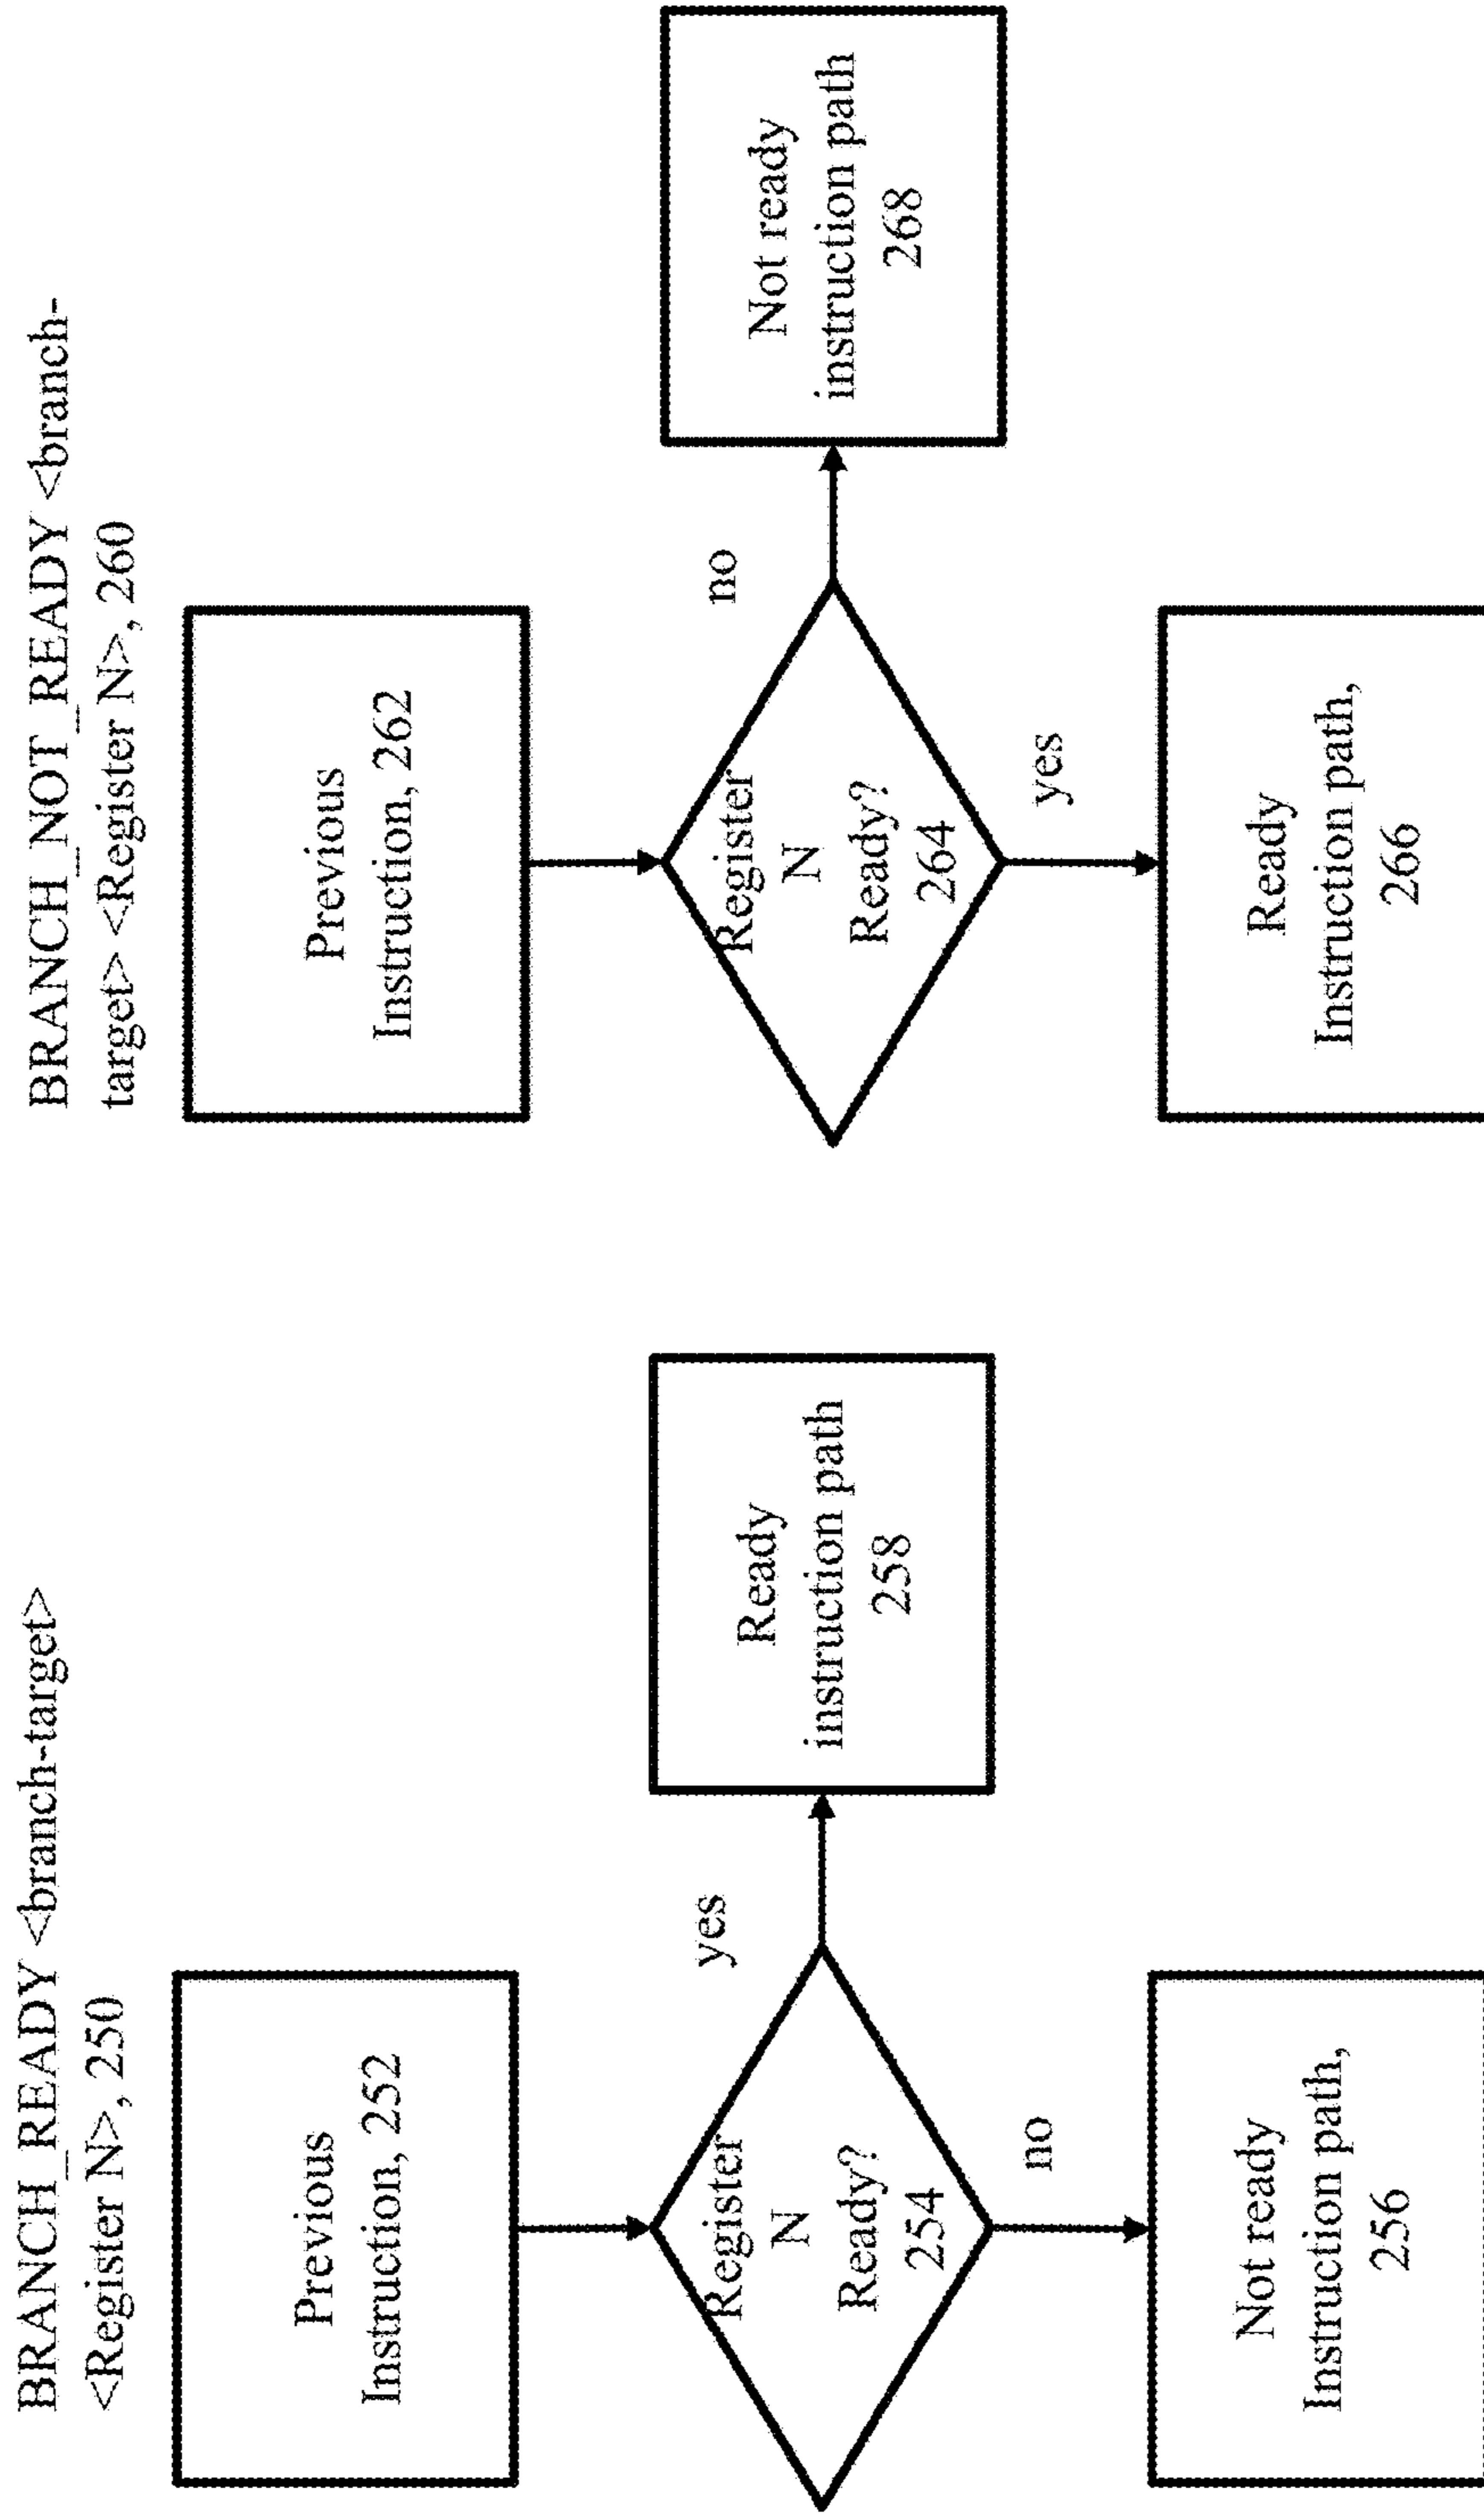 BRANCH_READY <branch-target>
<Register N>, 250
Previous
Instruction, 252
Register
N
Ready?
254
yes
Ready
instruction path
258
no
Not ready
Instruction path,
256
BRANCH_NOT_READY <branch-
target> <Register N>, 260
Previous
Instruction, 262
Register
N
Ready?
264
no
Not ready
instruction path
268
yes
Ready
Instruction path,
266